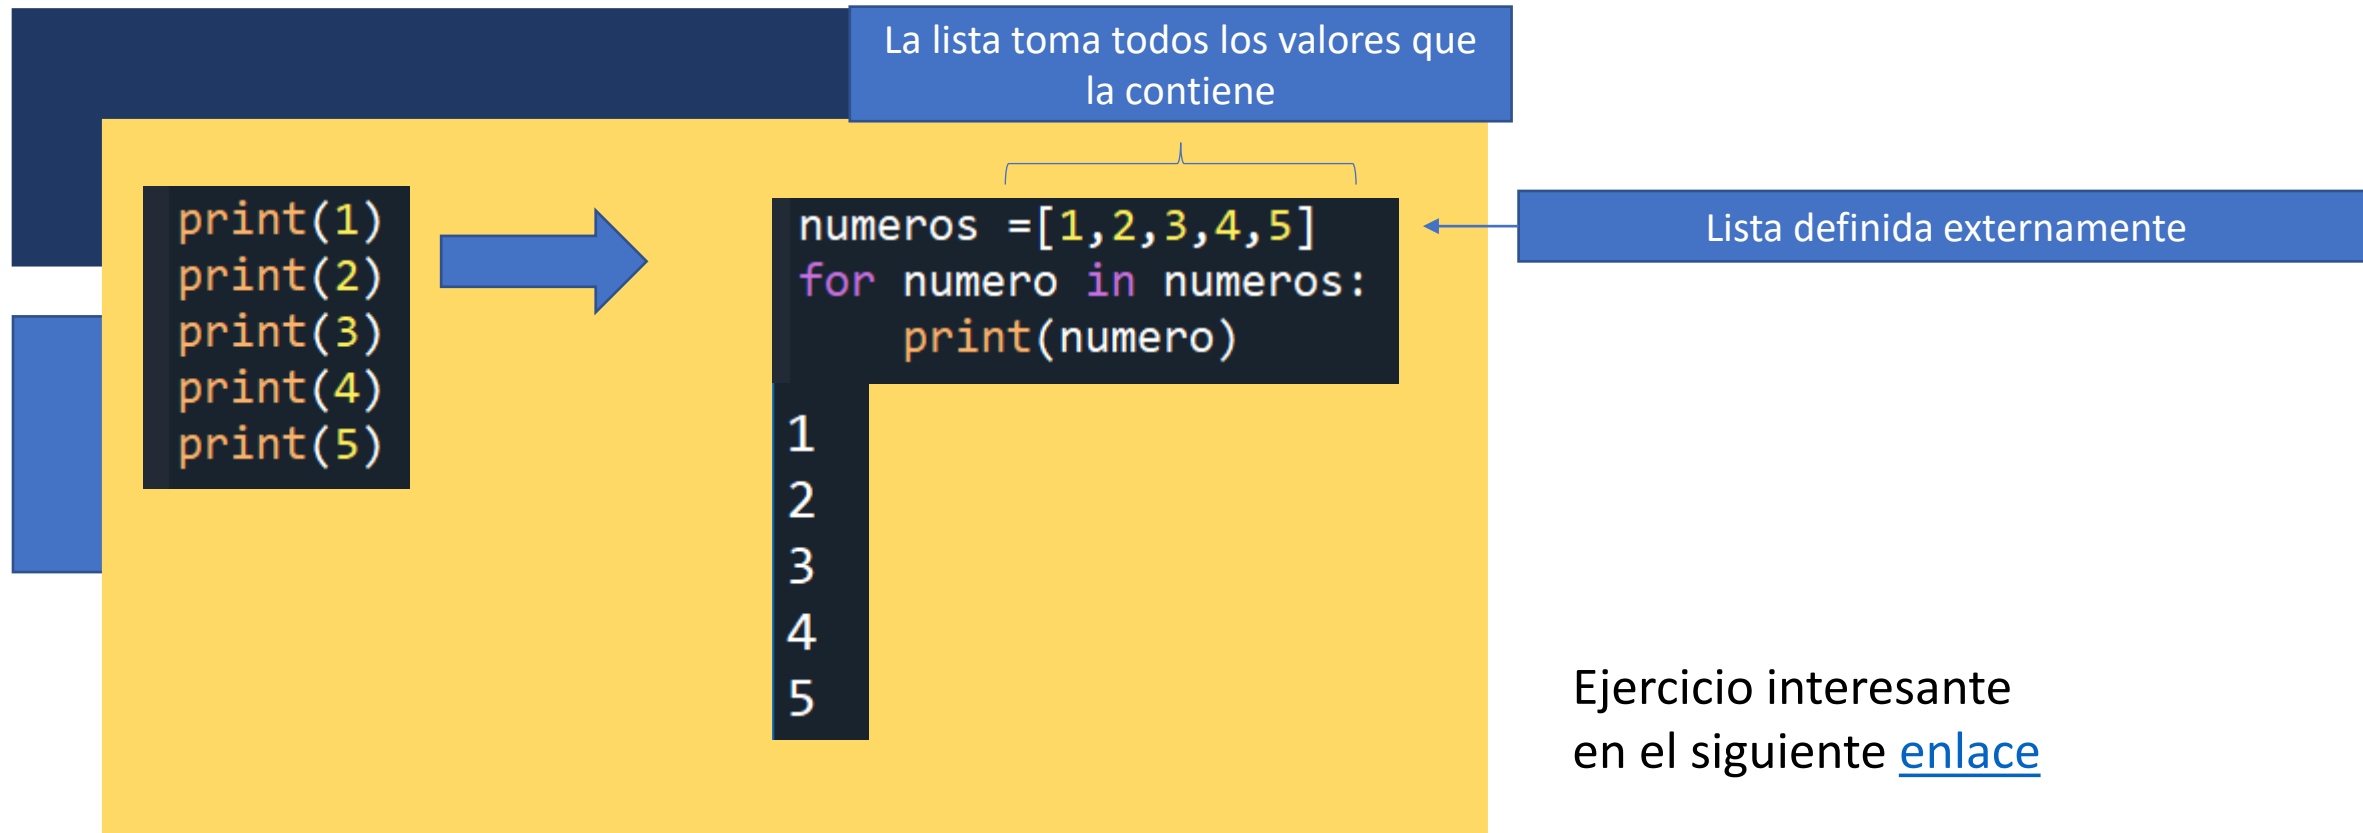 La lista toma todos los valores que
la contiene
print(1)
print(2)
print(3)
print(4)
print(5)
numeros =[1,2,3,4,5]
for numero in numeros:
    print(numero)
1
2
3
4
5
Lista definida externamente
Ejercicio interesante
en el siguiente enlace